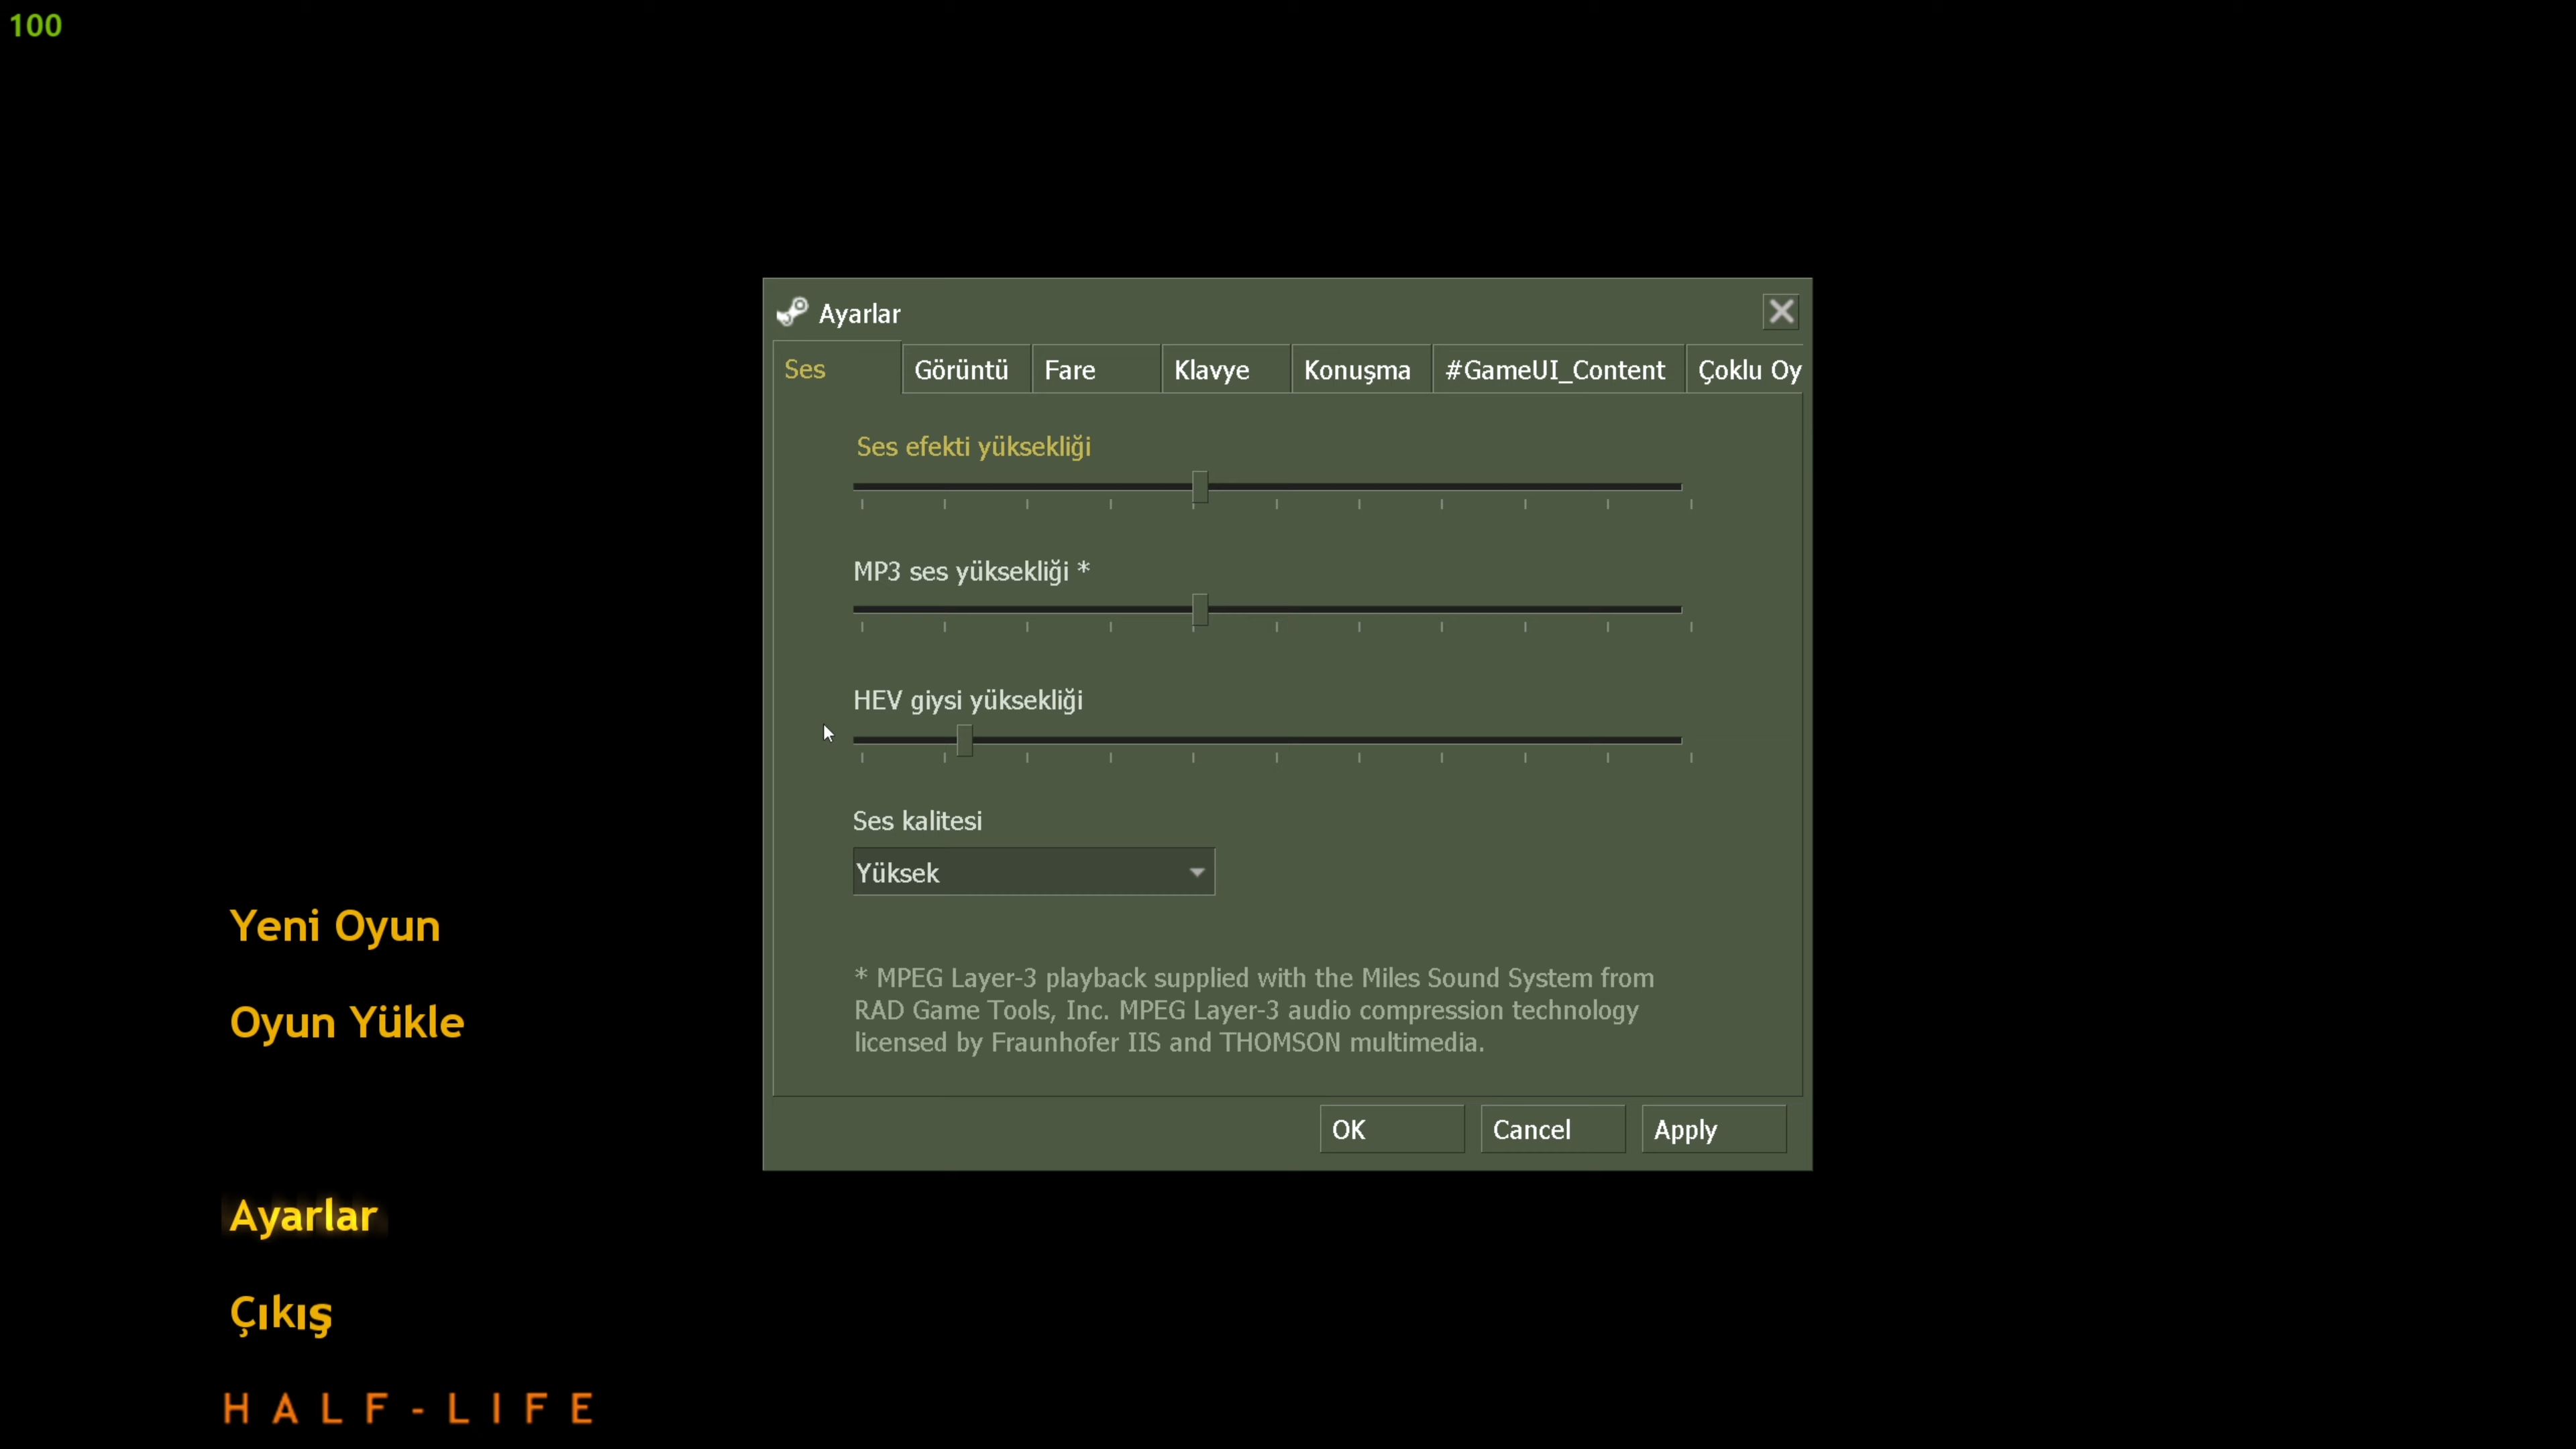 100
Ayarlar
Ses
Görüntü
Fare
Klavye
Konuşma
#GameUI_Content
Çoklu Oy
Ses efekti yüksekliği
MP3 ses yüksekliği *
HEV giysi yüksekliği
Ses kalitesi
Yüksek
* MPEG Layer-3 playback supplied with the Miles Sound System from
RAD Game Tools, Inc. MPEG Layer-3 audio compression technology
licensed by Fraunhofer IIS and THOMSON multimedia.
OK
Cancel
Apply
Yeni Oyun
Oyun Yükle
Ayarlar
Çıkış
HALF-LIFE